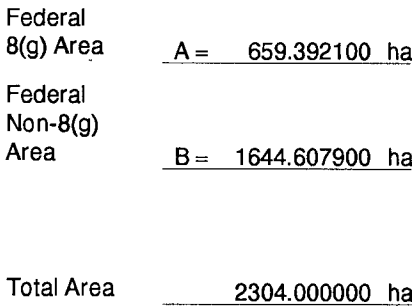 Federal
8(g) Area A = 659.392100 ha
Federal
Non-8(g)
Area B = 1644.607900 ha
Total Area 2304.000000 ha